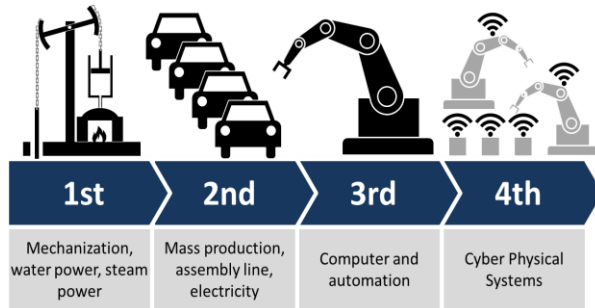 1st
2nd
3rd
4th
Mechanization,
water power, steam
power
Mass production,
assembly line,
electricity
Computer and
automation
Cyber Physical
Systems